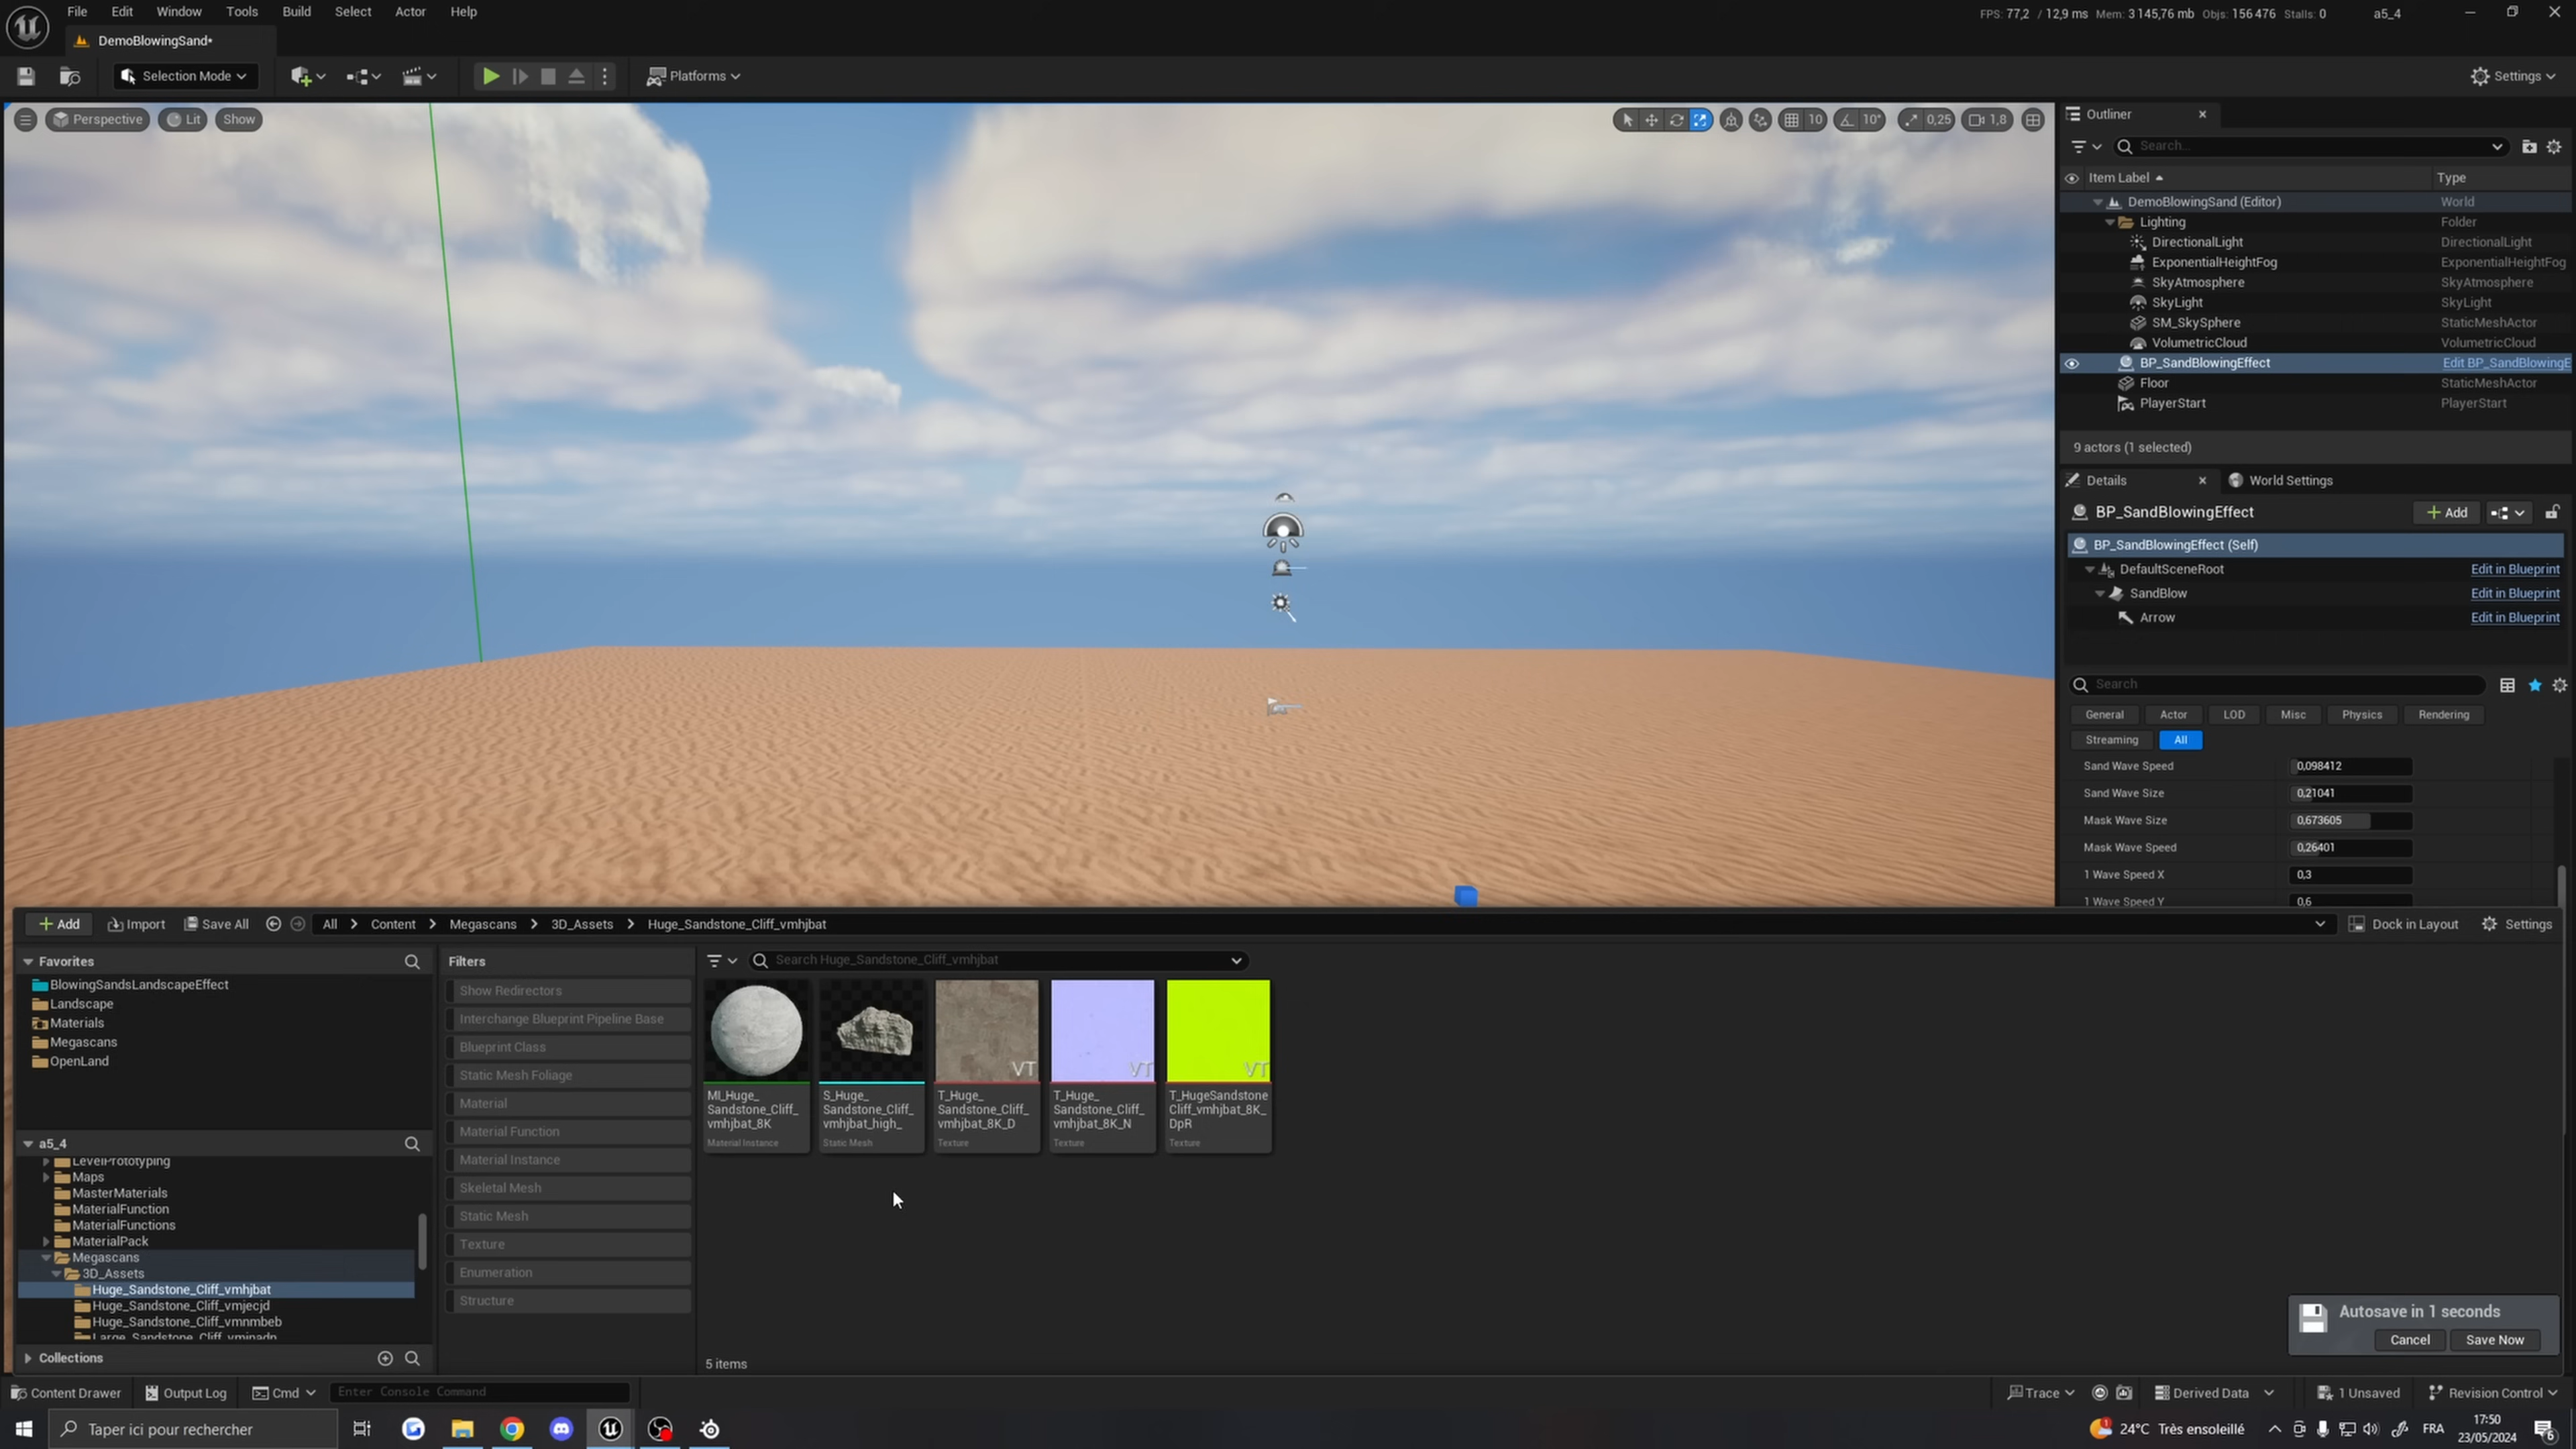 File Edit Window Tools Build Select Actor Help
FPS: 77,2 / 12,9 ms Mem: 3 145,76 mb Objs: 156 476 Stalls: 0 a5_4
DemoBlowingSand*
Selection Mode Platforms Settings
Perspective Lit Show 10 10° 0,25 1,8
Outliner
Search...
Item Label Type
DemoBlowingSand (Editor) World
Lighting Folder
DirectionalLight DirectionalLight
ExponentialHeightFog ExponentialHeightFog
SkyAtmosphere SkyAtmosphere
SkyLight SkyLight
SM_SkySphere StaticMeshActor
VolumetricCloud VolumetricCloud
BP_SandBlowingEffect Edit BP_SandBlowingE
Floor StaticMeshActor
PlayerStart PlayerStart
9 actors (1 selected)
Details World Settings
BP_SandBlowingEffect Add
BP_SandBlowingEffect (Self)
DefaultSceneRoot Edit in Blueprint
SandBlow Edit in Blueprint
Arrow Edit in Blueprint
Search
General Actor LOD Misc Physics Rendering
Streaming All
Sand Wave Speed 0,098412
Sand Wave Size 0,21041
Mask Wave Size 0,673605
Mask Wave Speed 0,26401
1 Wave Speed X 0,3
1 Wave Speed Y 0,6
Add Import Save All All Content Megascans 3D_Assets Huge_Sandstone_Cliff_vmhjbat Dock in Layout Settings
Favorites
BlowingSandsLandscapeEffect
Landscape
Materials
Megascans
OpenLand
a5_4
LevelPrototyping
Maps
MasterMaterials
MaterialFunction
MaterialFunctions
MaterialPack
Megascans
3D_Assets
Huge_Sandstone_Cliff_vmhjbat
Huge_Sandstone_Cliff_vmjecjd
Huge_Sandstone_Cliff_vmnmbeb
Large_Sandstone_Cliff_vminadn
Collections
Filters
Show Redirectors
Interchange Blueprint Pipeline Base
Blueprint Class
Static Mesh Foliage
Material
Material Function
Material Instance
Skeletal Mesh
Static Mesh
Texture
Enumeration
Structure
Search Huge_Sandstone_Cliff_vmhjbat
VT VT VT
MI_Huge_
Sandstone_Cliff_
vmhjbat_8K
Material Instance
S_Huge_
Sandstone_Cliff_
vmhjbat_high_
Static Mesh
T_Huge_
Sandstone_Cliff_
vmhjbat_8K_D
Texture
T_Huge_
Sandstone_Cliff_
vmhjbat_8K_N
Texture
T_HugeSandstone
Cliff_vmhjbat_8K_
DpR
Texture
5 items
Autosave in 1 seconds
Cancel Save Now
Content Drawer Output Log Cmd Enter Console Command Trace Derived Data 1 Unsaved Revision Control
Taper ici pour rechercher
24°C Très ensoleillé FRA
17:50
23/05/2024
6